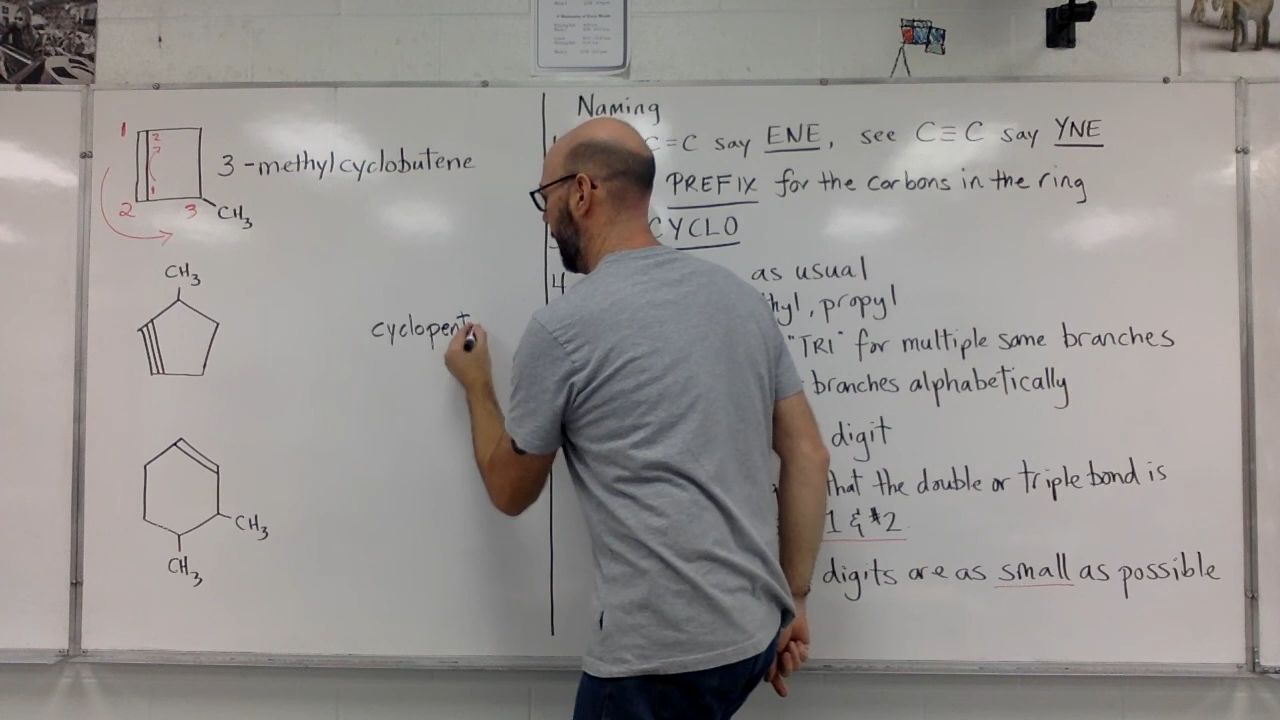 Naming
C=C say ENE, see C≡C say YNE
PREFIX for the carbons in the ring
CYCLO
4 as usual
thyl, propyl
"TRI" for multiple same branches
branches alphabetically
digit
that the double or triple bond is
1 & #2
digits are as small as possible
1 2
3-methylcyclobutene
1
2 3 CH3
CH3
cyclopent
CH3
CH3